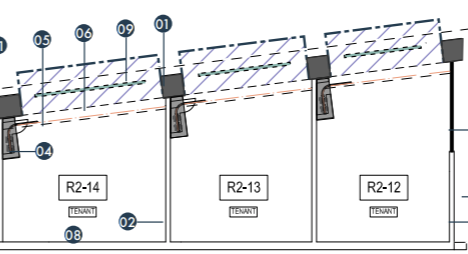 01
05
06
09
04
R2-14
R2-13
R2-12
TENANT
TENANT
TENANT
02
08